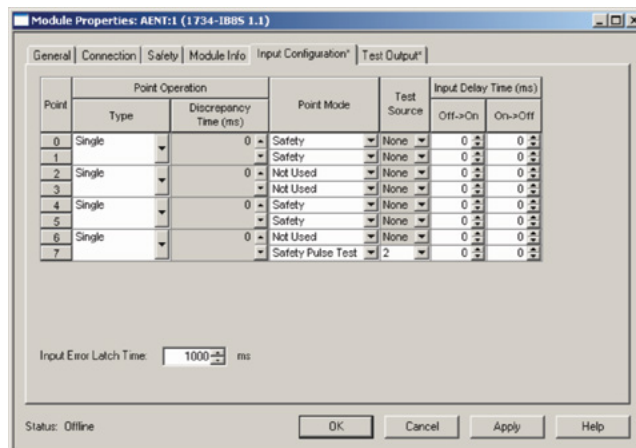 Module Properties: AENT:1 (1734-IB8S 1.1)
General Connection Safety Module Info Input Configuration* Test Output*
Point Point Operation Point Mode Test Source Input Delay Time (ms)
Type Discrepancy Time (ms) Off->On On->Off
0 Single 0 Safety None 0 0
1 Safety None 0 0
2 Single 0 Not Used None 0 0
3 Not Used None 0 0
4 Single 0 Safety None 0 0
5 Safety None 0 0
6 Single 0 Not Used None 0 0
7 Safety Pulse Test 2 0 0
Input Error Latch Time: 1000 ms
Status: Offline OK Cancel Apply Help